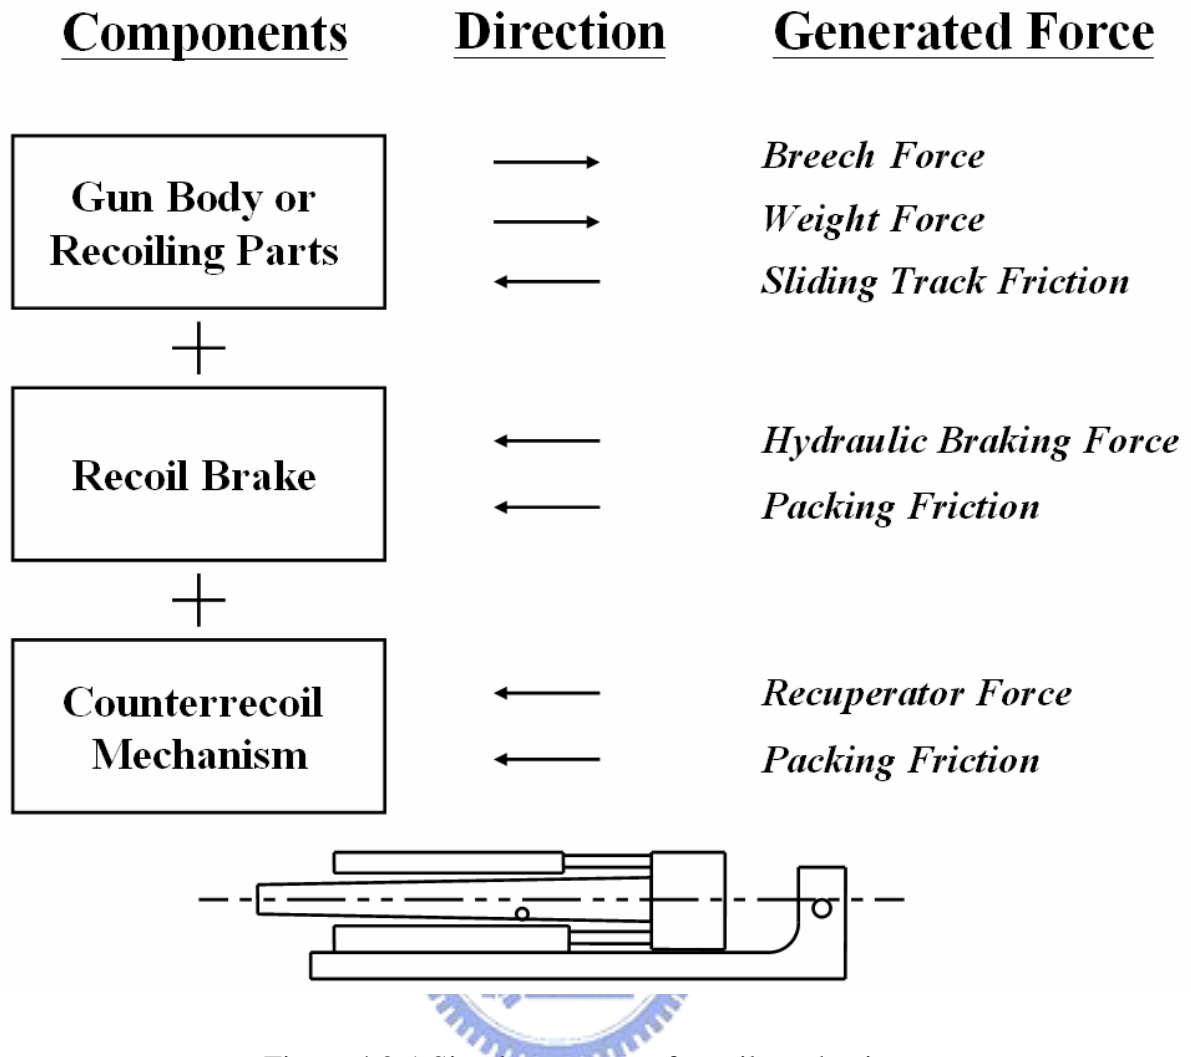 Components Direction Generated Force
Gun Body or
Recoiling Parts
Breech Force
Weight Force
Sliding Track Friction
+
Recoil Brake
Hydraulic Braking Force
Packing Friction
+
Counterrecoil
Mechanism
Recuperator Force
Packing Friction